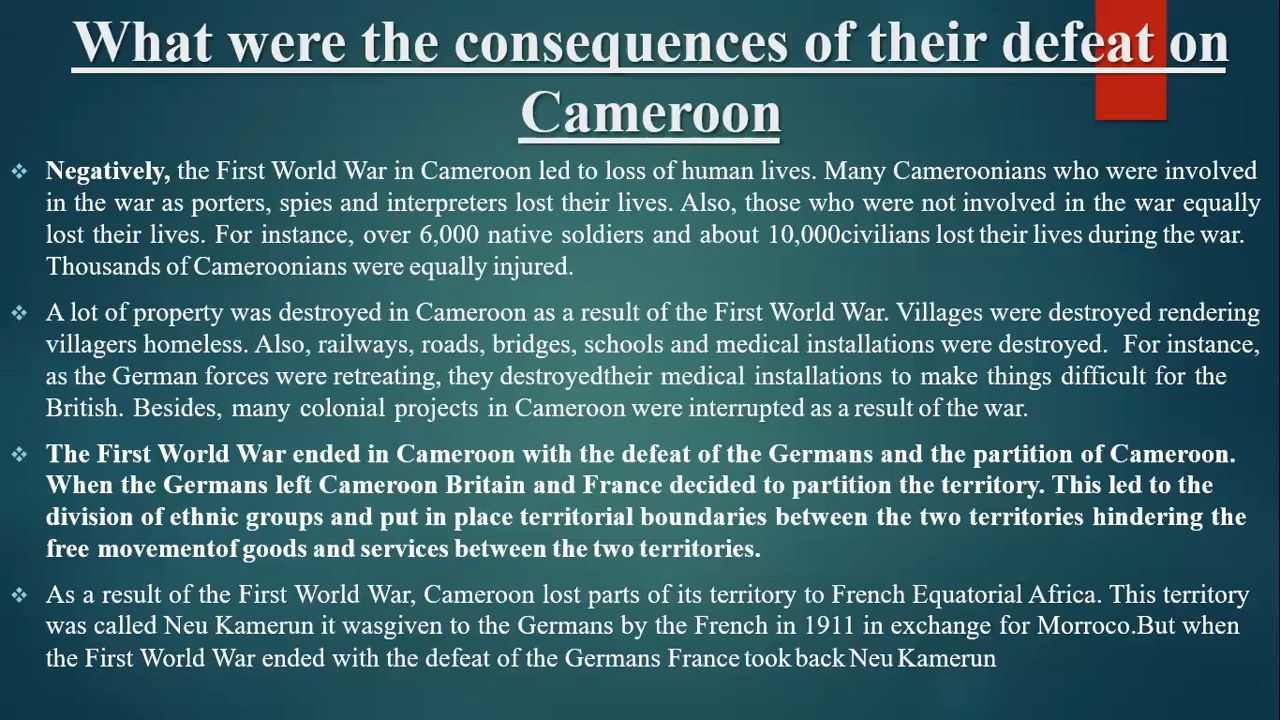 What were the consequences of their defeat on
Cameroon
❖ Negatively, the First World War in Cameroon led to loss of human lives. Many Cameroonians who were involved
in the war as porters, spies and interpreters lost their lives. Also, those who were not involved in the war equally
lost their lives. For instance, over 6,000 native soldiers and about 10,000civilians lost their lives during the war.
Thousands of Cameroonians were equally injured.
❖ A lot of property was destroyed in Cameroon as a result of the First World War. Villages were destroyed rendering
villagers homeless. Also, railways, roads, bridges, schools and medical installations were destroyed. For instance,
as the German forces were retreating, they destroyedtheir medical installations to make things difficult for the
British. Besides, many colonial projects in Cameroon were interrupted as a result of the war.
❖ The First World War ended in Cameroon with the defeat of the Germans and the partition of Cameroon.
When the Germans left Cameroon Britain and France decided to partition the territory. This led to the
division of ethnic groups and put in place territorial boundaries between the two territories hindering the
free movementof goods and services between the two territories.
❖ As a result of the First World War, Cameroon lost parts of its territory to French Equatorial Africa. This territory
was called Neu Kamerun it wasgiven to the Germans by the French in 1911 in exchange for Morroco.But when
the First World War ended with the defeat of the Germans France took back Neu Kamerun